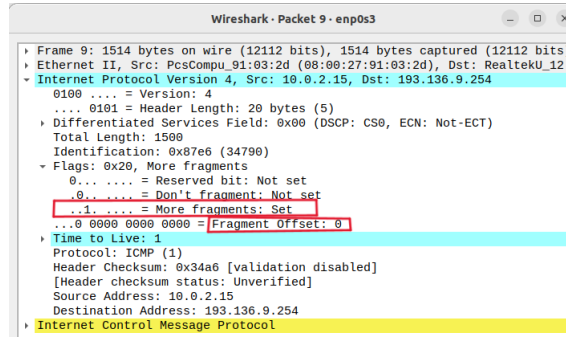 Wireshark · Packet 9 · enp0s3
Frame 9: 1514 bytes on wire (12112 bits), 1514 bytes captured (12112 bits
Ethernet II, Src: PcsCompu_91:03:2d (08:00:27:91:03:2d), Dst: RealtekU_12
Internet Protocol Version 4, Src: 10.0.2.15, Dst: 193.136.9.254
0100 .... = Version: 4
.... 0101 = Header Length: 20 bytes (5)
Differentiated Services Field: 0x00 (DSCP: CS0, ECN: Not-ECT)
Total Length: 1500
Identification: 0x87e6 (34790)
Flags: 0x20, More fragments
0... .... = Reserved bit: Not set
.0.. .... = Don't fragment: Not set
..1. .... = More fragments: Set
...0 0000 0000 0000 = Fragment Offset: 0
Time to Live: 1
Protocol: ICMP (1)
Header Checksum: 0x34a6 [validation disabled]
[Header checksum status: Unverified]
Source Address: 10.0.2.15
Destination Address: 193.136.9.254
Internet Control Message Protocol